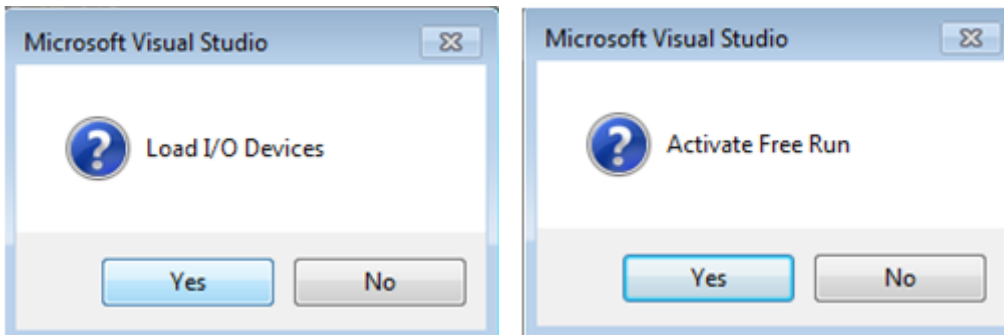 Microsoft Visual Studio
Load I/O Devices
Yes No
Microsoft Visual Studio
Activate Free Run
Yes No